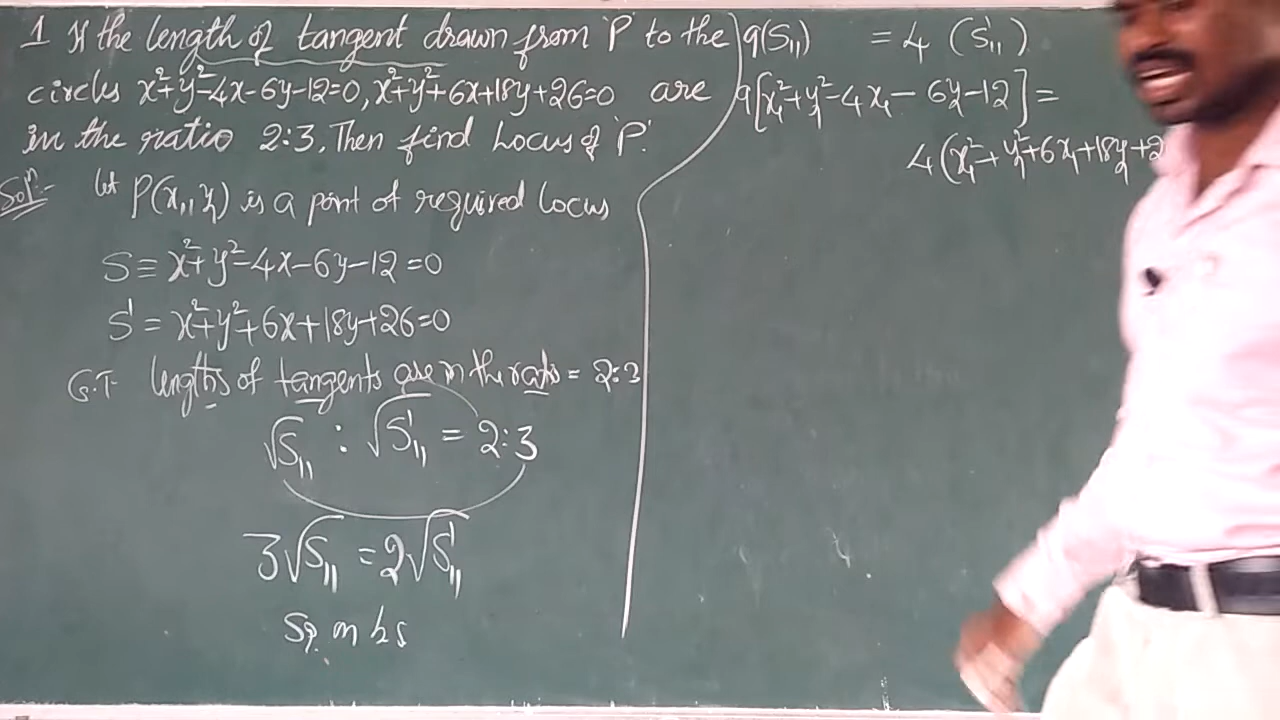 1 If the length of tangent drawn from 'P' to the
circles x²+y²-4x-6y-12=0, x²+y²+6x+18y+26=0 are
in the ratio 2:3. Then find Locus of 'P'.
Solⁿ:- let P(x₁,y₁) is a point of required locus
S ≡ x²+y²-4x-6y-12=0
S' = x²+y²+6x+18y+26=0
G.T lengths of tangents are in the ratio = 2:3
√S₁₁ : √S'₁₁ = 2:3
3√S₁₁ = 2√S'₁₁
Sq. on b s
9(S₁₁) = 4 (S'₁₁)
9[x₁²+y₁²-4x₁-6y₁-12] =
4(x₁²+y₁²+6x₁+18y₁+2